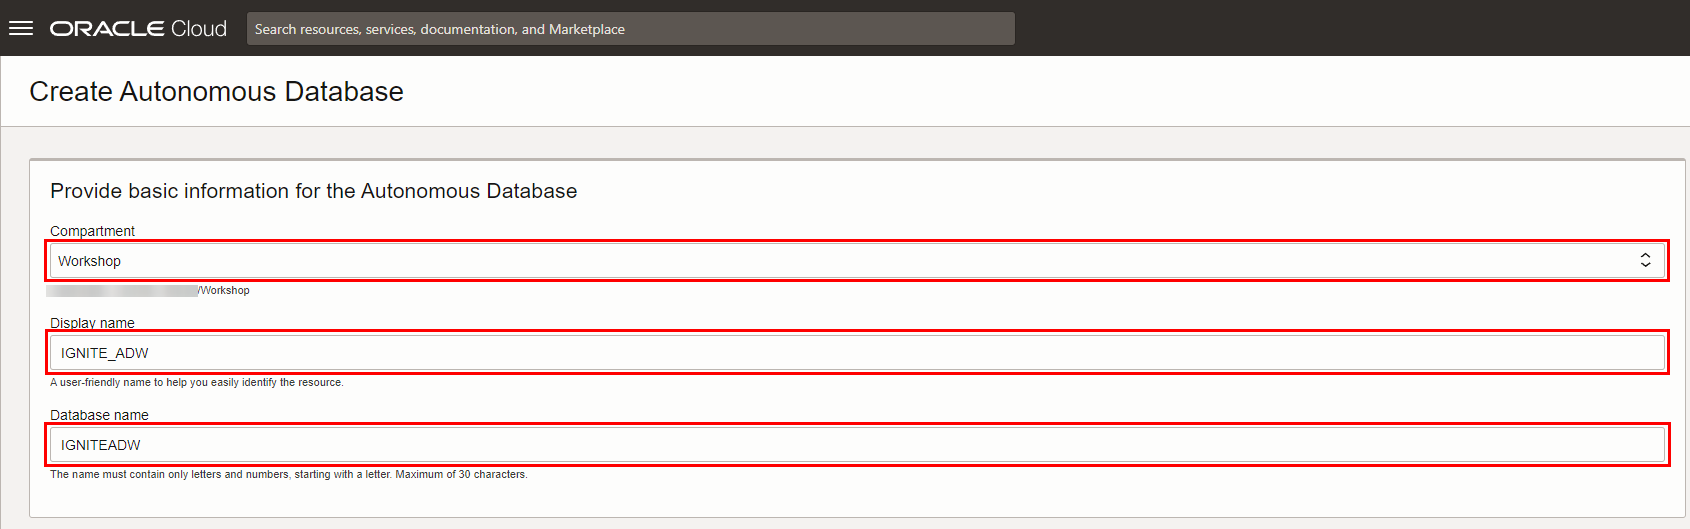 ORACLE Cloud Search resources, services, documentation, and Marketplace
Create Autonomous Database
Provide basic information for the Autonomous Database
Compartment
Workshop
/Workshop
Display name
IGNITE_ADW
A user-friendly name to help you easily identify the resource.
Database name
IGNITEADW
The name must contain only letters and numbers, starting with a letter. Maximum of 30 characters.